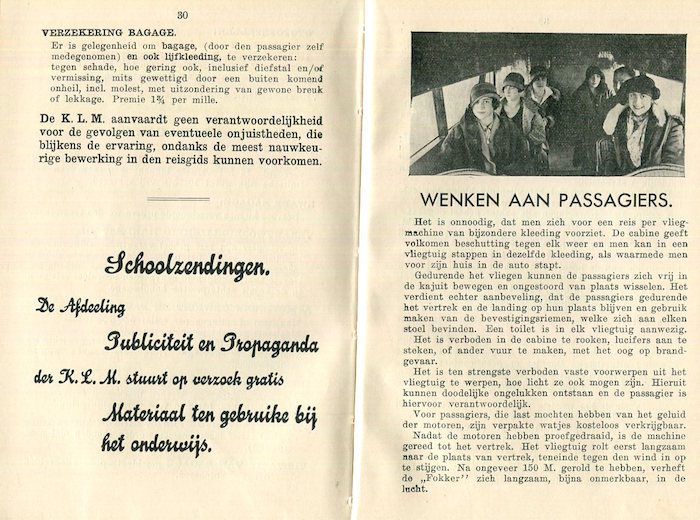 30
VERZEKERING BAGAGE.
Er is gelegenheid om bagage, (door den passagier zelf
medegenomen) en ook lijfkleeding, te verzekeren:
tegen schade, hoe gering ook, inclusief diefstal en/of
vermissing, mits gewettigd door een buiten komend
onheil, incl. molest, met uitzondering van gewone breuk
of lekkage. Premie 1¾ per mille.
De K. L. M. aanvaardt geen verantwoordelijkheid
voor de gevolgen van eventueele onjuistheden, die
blijkens de ervaring, ondanks de meest nauwkeu-
rige bewerking in den reisgids kunnen voorkomen.
Schoolzendingen.
De Afdeeling
Publiciteit en Propaganda
der K. L. M. stuurt op verzoek gratis
Materiaal ten gebruike bij
het onderwijs.
WENKEN AAN PASSAGIERS.
Het is onnoodig, dat men zich voor een reis per vlieg-
machine van bijzondere kleeding voorziet. De cabine geeft
volkomen beschutting tegen elk weer en men kan in een
vliegtuig stappen in dezelfde kleeding, als waarmede men
voor zijn huis in de auto stapt.
Gedurende het vliegen kunnen de passagiers zich vrij in
de kajuit bewegen en ongestoord van plaats wisselen. Het
verdient echter aanbeveling, dat de passagiers gedurende
het vertrek en de landing op hun plaats blijven en gebruik
maken van de bevestigingsriemen, welke zich aan elken
stoel bevinden. Een toilet is in elk vliegtuig aanwezig.
Het is verboden in de cabine te rooken, lucifers aan te
steken, of ander vuur te maken, met het oog op brand-
gevaar.
Het is ten strengste verboden vaste voorwerpen uit het
vliegtuig te werpen, hoe licht ze ook mogen zijn. Hieruit
kunnen doodelijke ongelukken ontstaan en de passagier is
hiervoor verantwoordelijk.
Voor passagiers, die last mochten hebben van het geluid
der motoren, zijn verpakte watjes kosteloos verkrijgbaar.
Nadat de motoren hebben proefgedraaid, is de machine
gereed tot het vertrek. Het vliegtuig rolt eerst langzaam
naar de plaats van vertrek, teneinde tegen den wind in op
te stijgen. Na ongeveer 150 M. gerold te hebben, verheft
de „Fokker" zich langzaam, bijna onmerkbaar, in de
lucht.